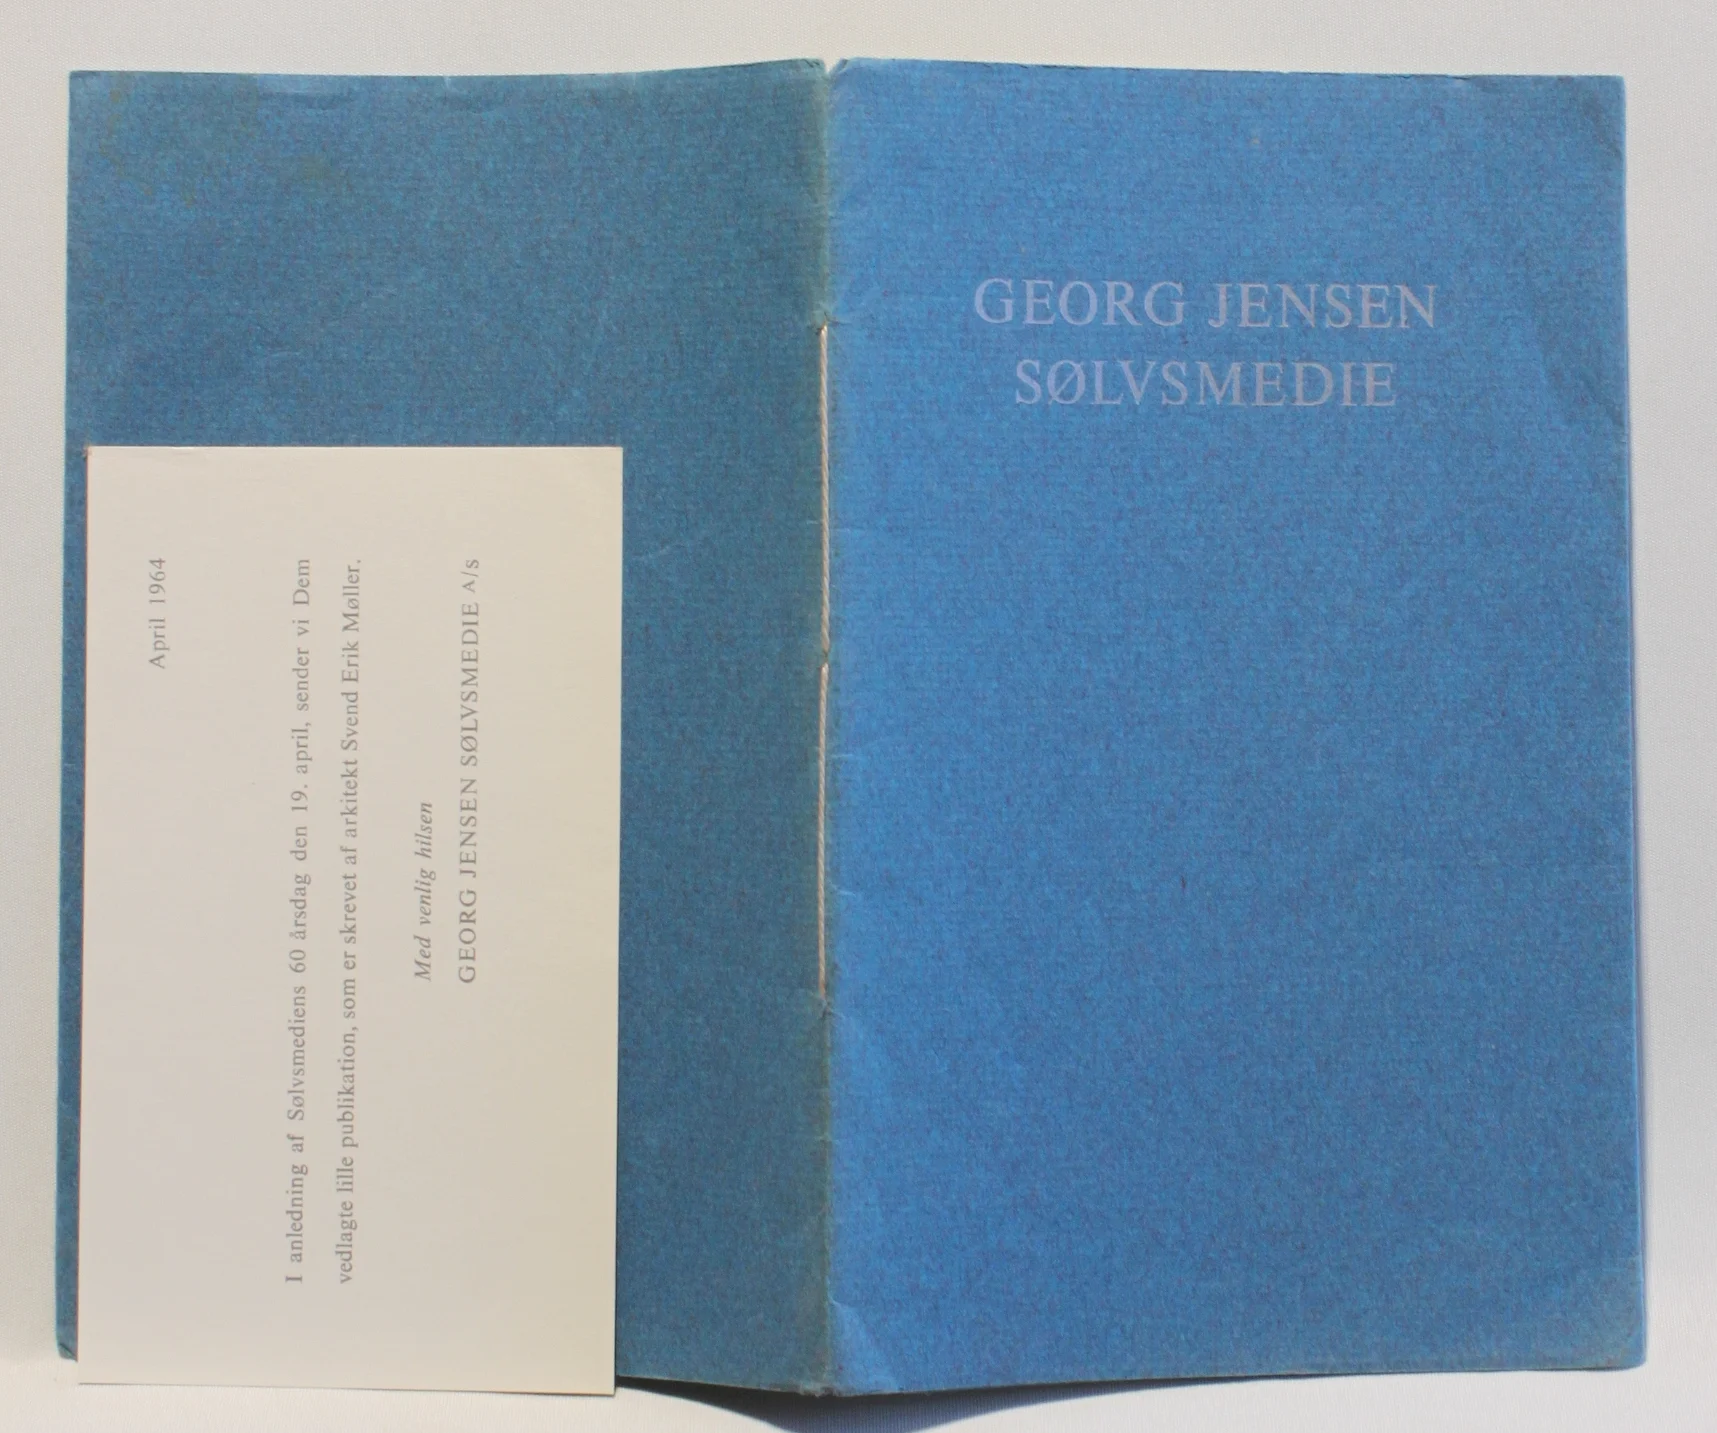 GEORG JENSEN
SØLVSMEDIE
April 1964
I anledning af Sølvsmediens 60 årsdag den 19. april, sender vi Dem
vedlagte lille publikation, som er skrevet af arkitekt Svend Erik Møller.
Med venlig hilsen
GEORG JENSEN SØLVSMEDIE A/S